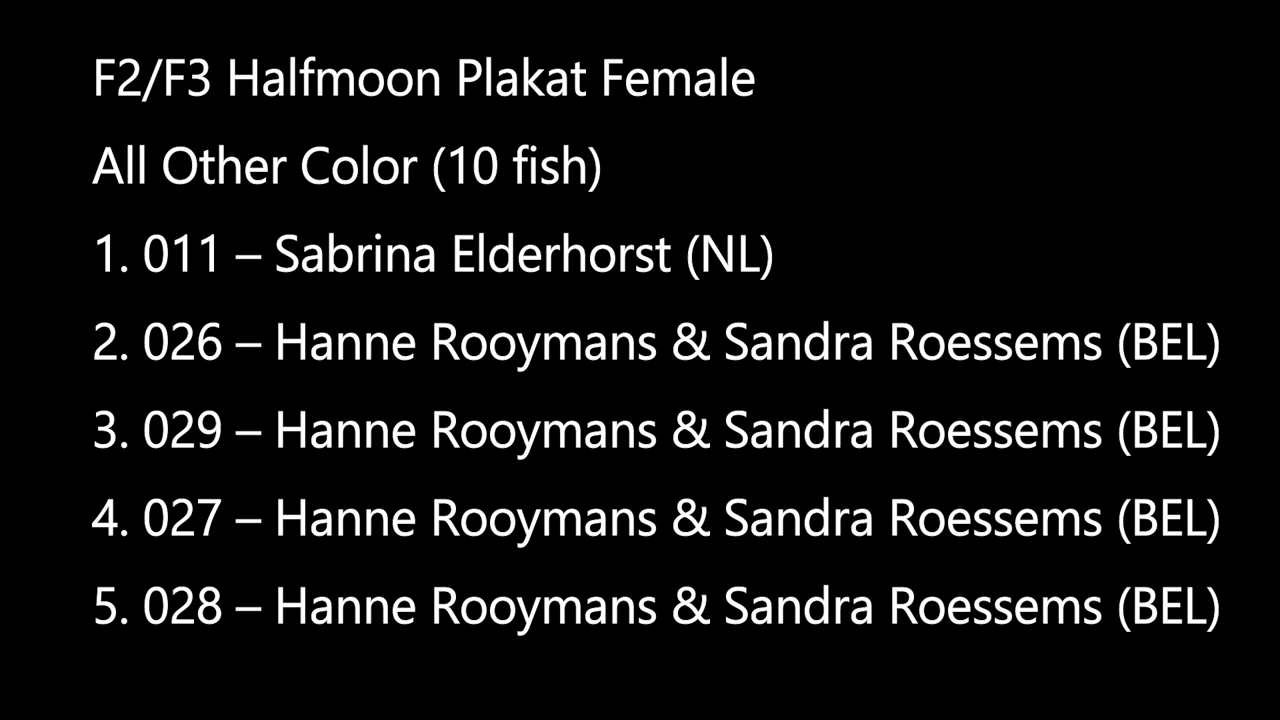 F2/F3 Halfmoon Plakat Female
All Other Color (10 fish)
1. 011 – Sabrina Elderhorst (NL)
2. 026 – Hanne Rooymans & Sandra Roessems (BEL)
3. 029 – Hanne Rooymans & Sandra Roessems (BEL)
4. 027 – Hanne Rooymans & Sandra Roessems (BEL)
5. 028 – Hanne Rooymans & Sandra Roessems (BEL)